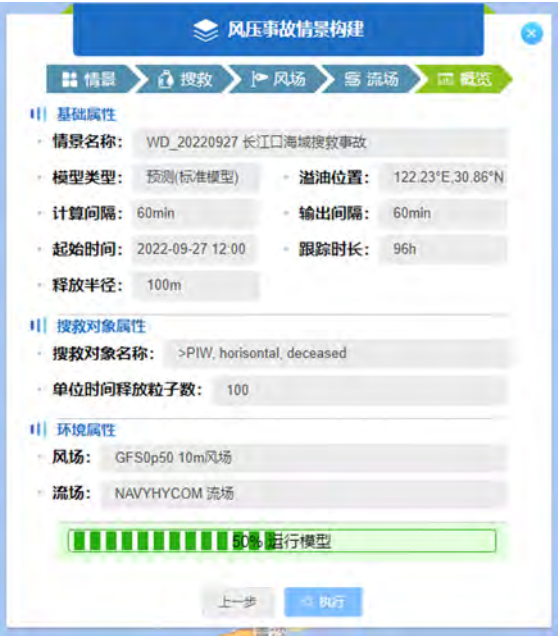 风压事故情景构建
情景 搜救 风场 流场 概览
基础属性
情景名称: WD_20220927 长江口海域搜救事故
模型类型: 预测(标准模型) 溢油位置: 122.23°E,30.86°N
计算间隔: 60min 输出间隔: 60min
起始时间: 2022-09-27 12:00 跟踪时长: 96h
释放半径: 100m
搜救对象属性
搜救对象名称: >PIW, horisontal, deceased
单位时间释放粒子数: 100
环境属性
风场: GFS0p50 10m风场
流场: NAVYHYCOM 流场
50% 运行模型
上一步 执行